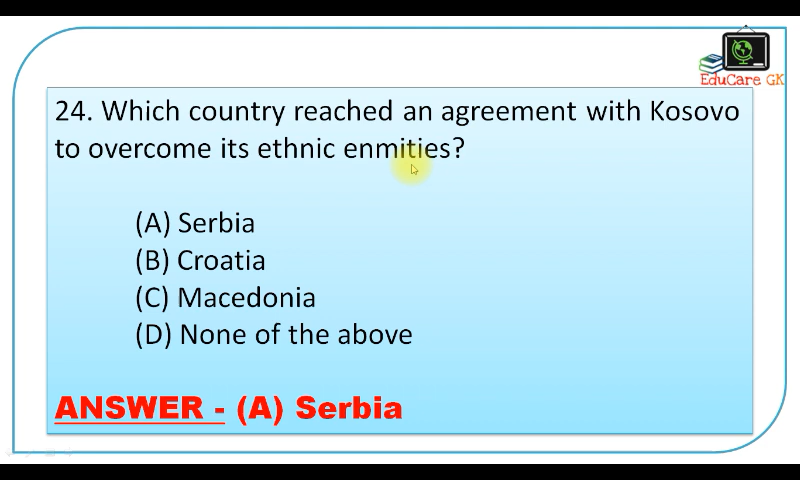 EduCare GK
24. Which country reached an agreement with Kosovo
to overcome its ethnic enmities?
(A) Serbia
(B) Croatia
(C) Macedonia
(D) None of the above
ANSWER - (A) Serbia